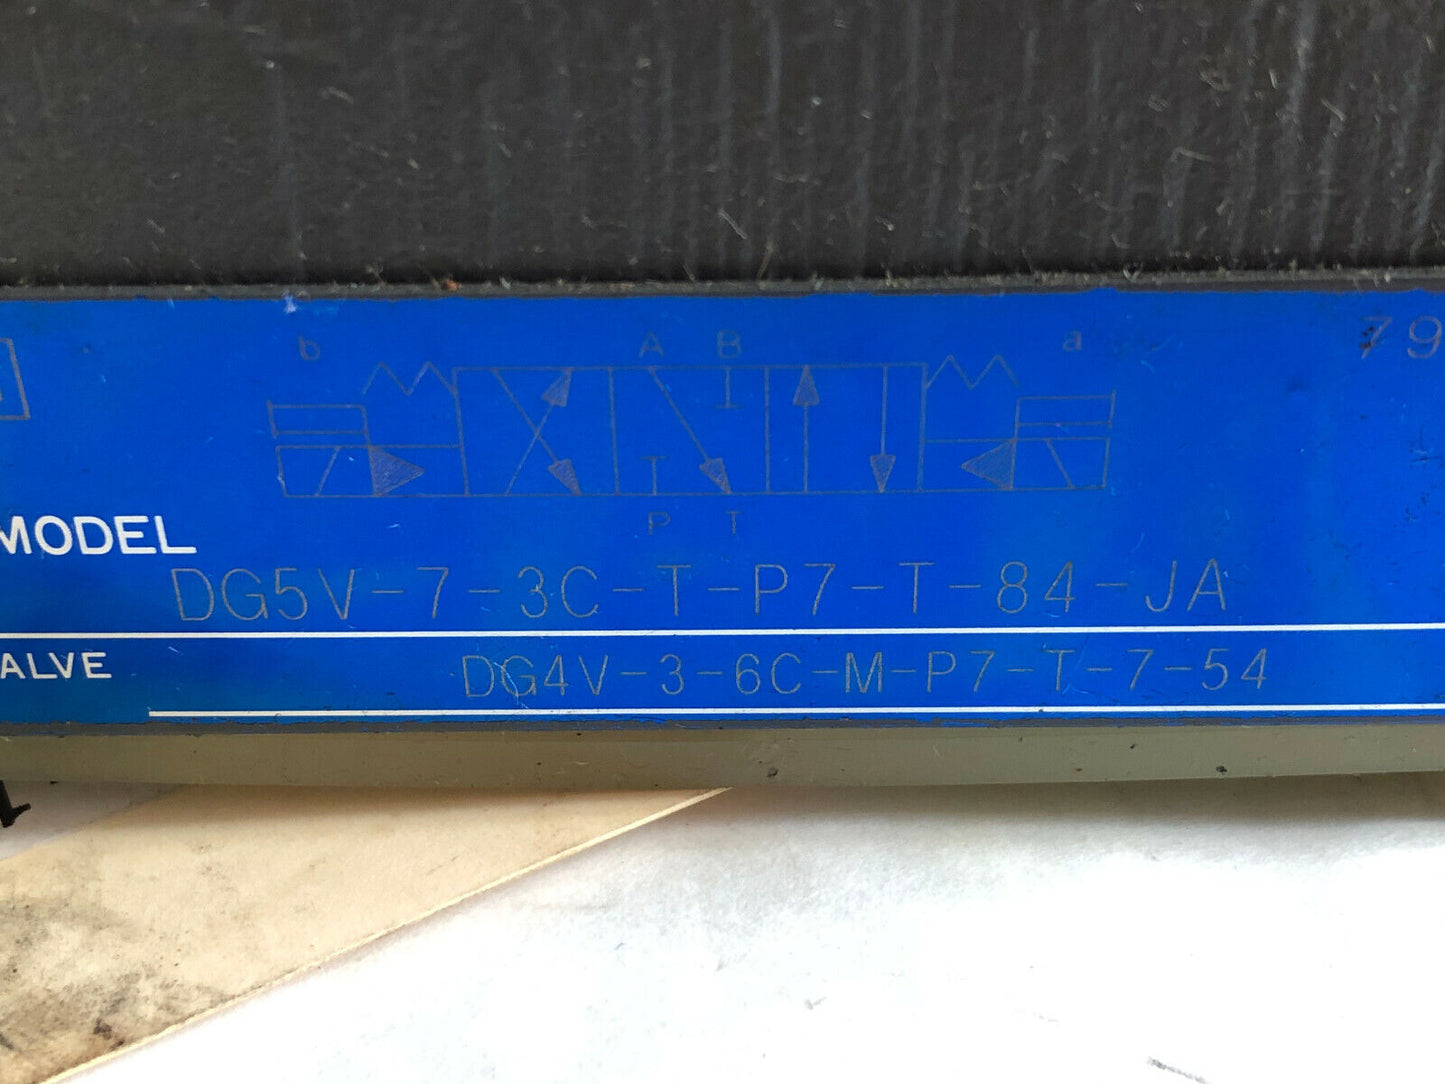 b A B a 79
P T
MODEL
DG5V-7-3C-T-P7-T-84-JA
ALVE DG4V-3-6C-M-P7-T-7-54